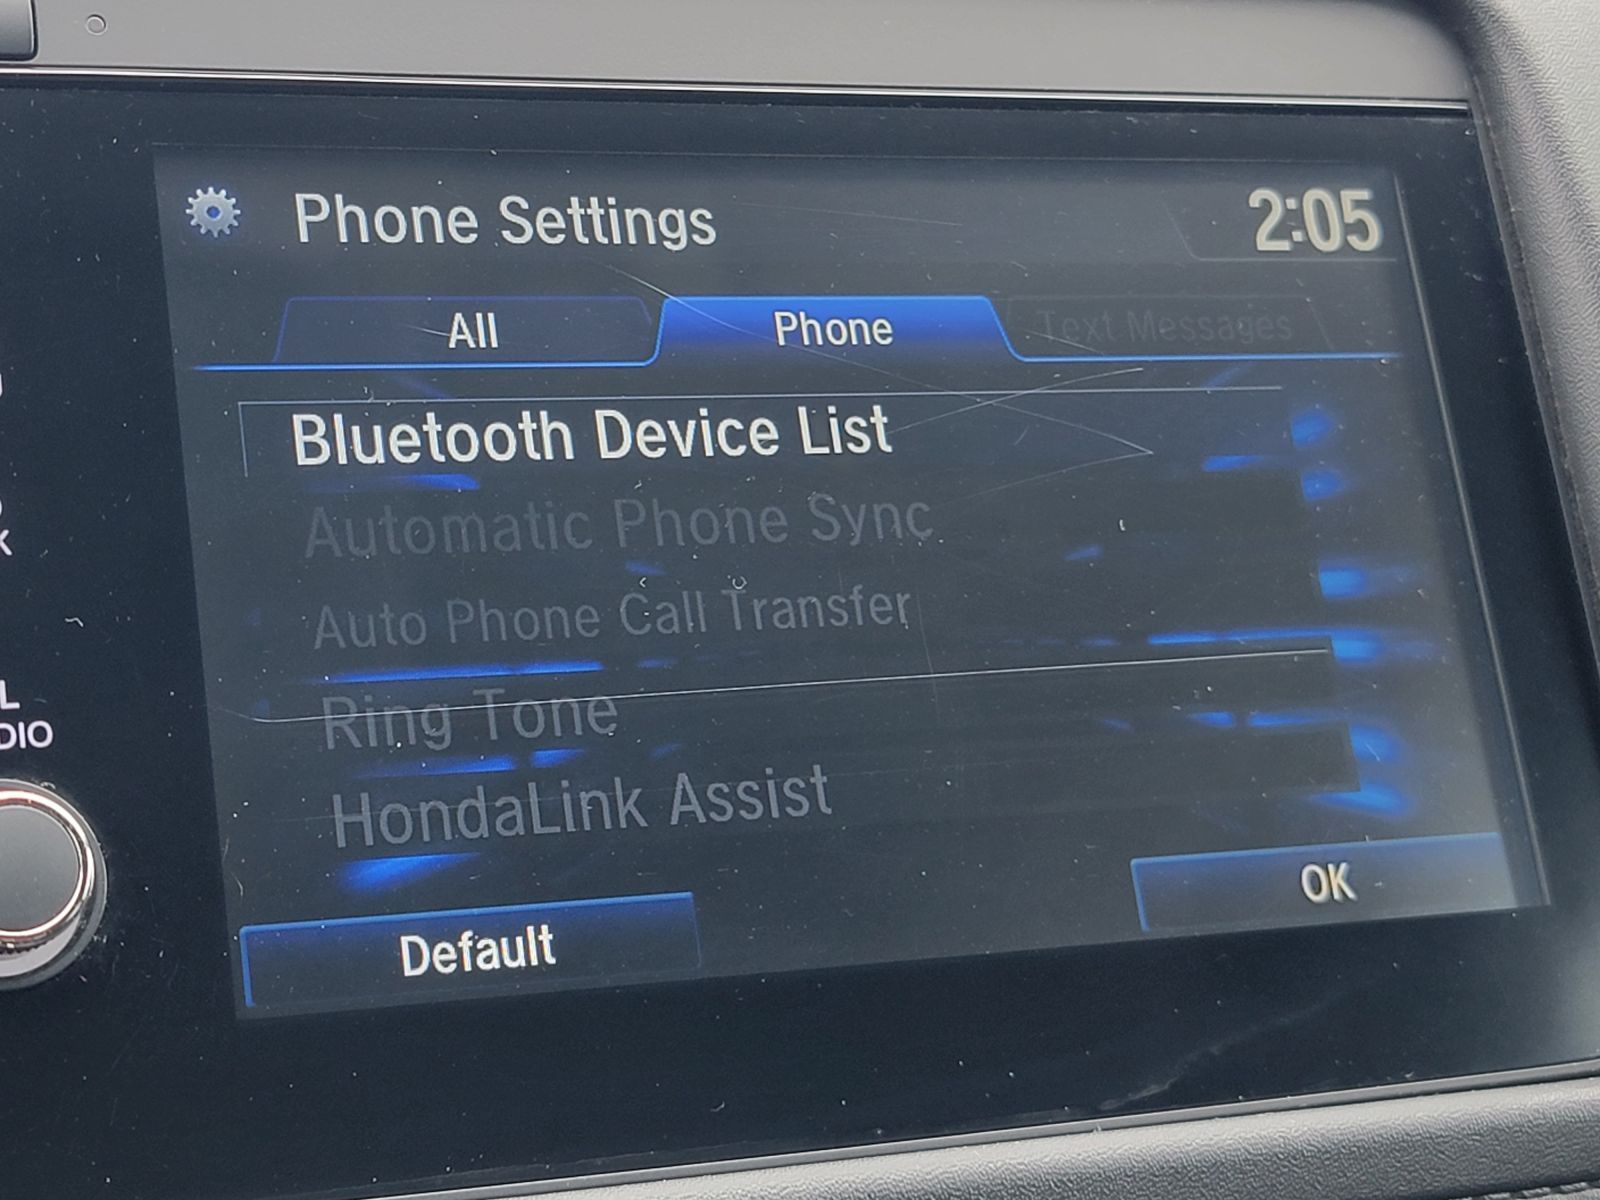 Phone Settings
2:05
All
Phone
Text Messages
Bluetooth Device List
Automatic Phone Sync
Auto Phone Call Transfer
Ring Tone
HondaLink Assist
Default
OK